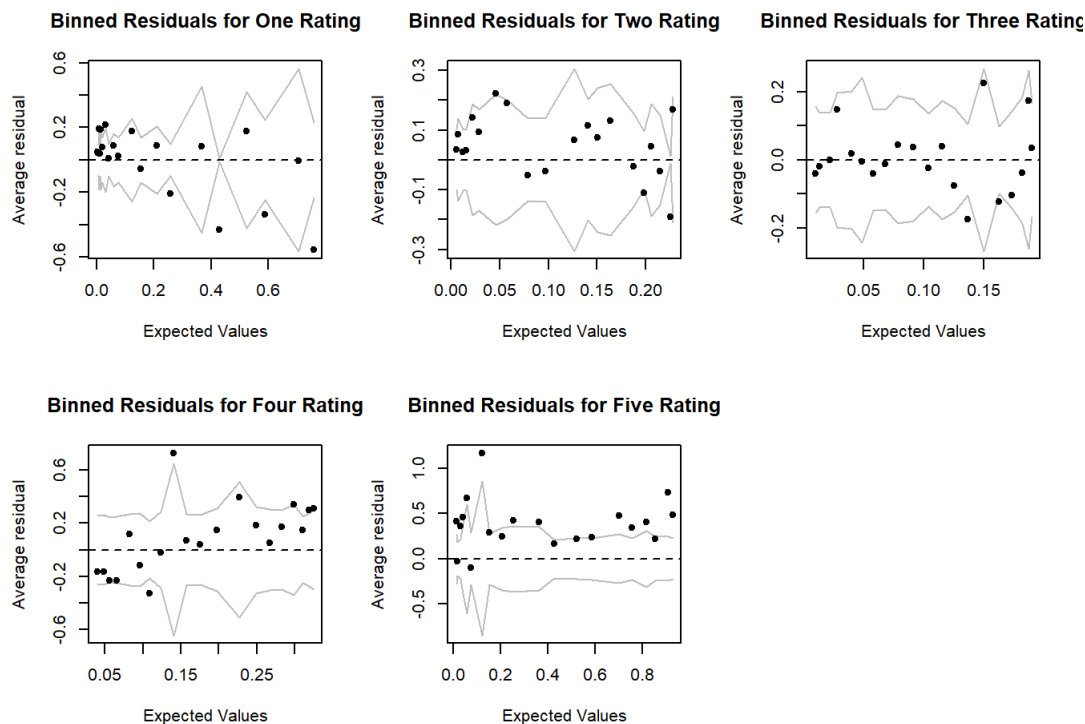 Binned Residuals for One Rating
Average residual
0.6
0.2
-0.2
-0.6
0.0 0.2 0.4 0.6
Expected Values
Binned Residuals for Two Rating
Average residual
0.3
0.1
-0.1
-0.3
0.00 0.05 0.10 0.15 0.20
Expected Values
Binned Residuals for Three Rating
Average residual
0.2
0.0
-0.2
0.05 0.15
Expected Values
Binned Residuals for Four Rating
Average residual
0.6
0.2
-0.2
-0.6
0.05 0.15 0.25
Expected Values
Binned Residuals for Five Rating
Average residual
1.0
0.5
0.0
-0.5
0.0 0.2 0.4 0.6 0.8
Expected Values